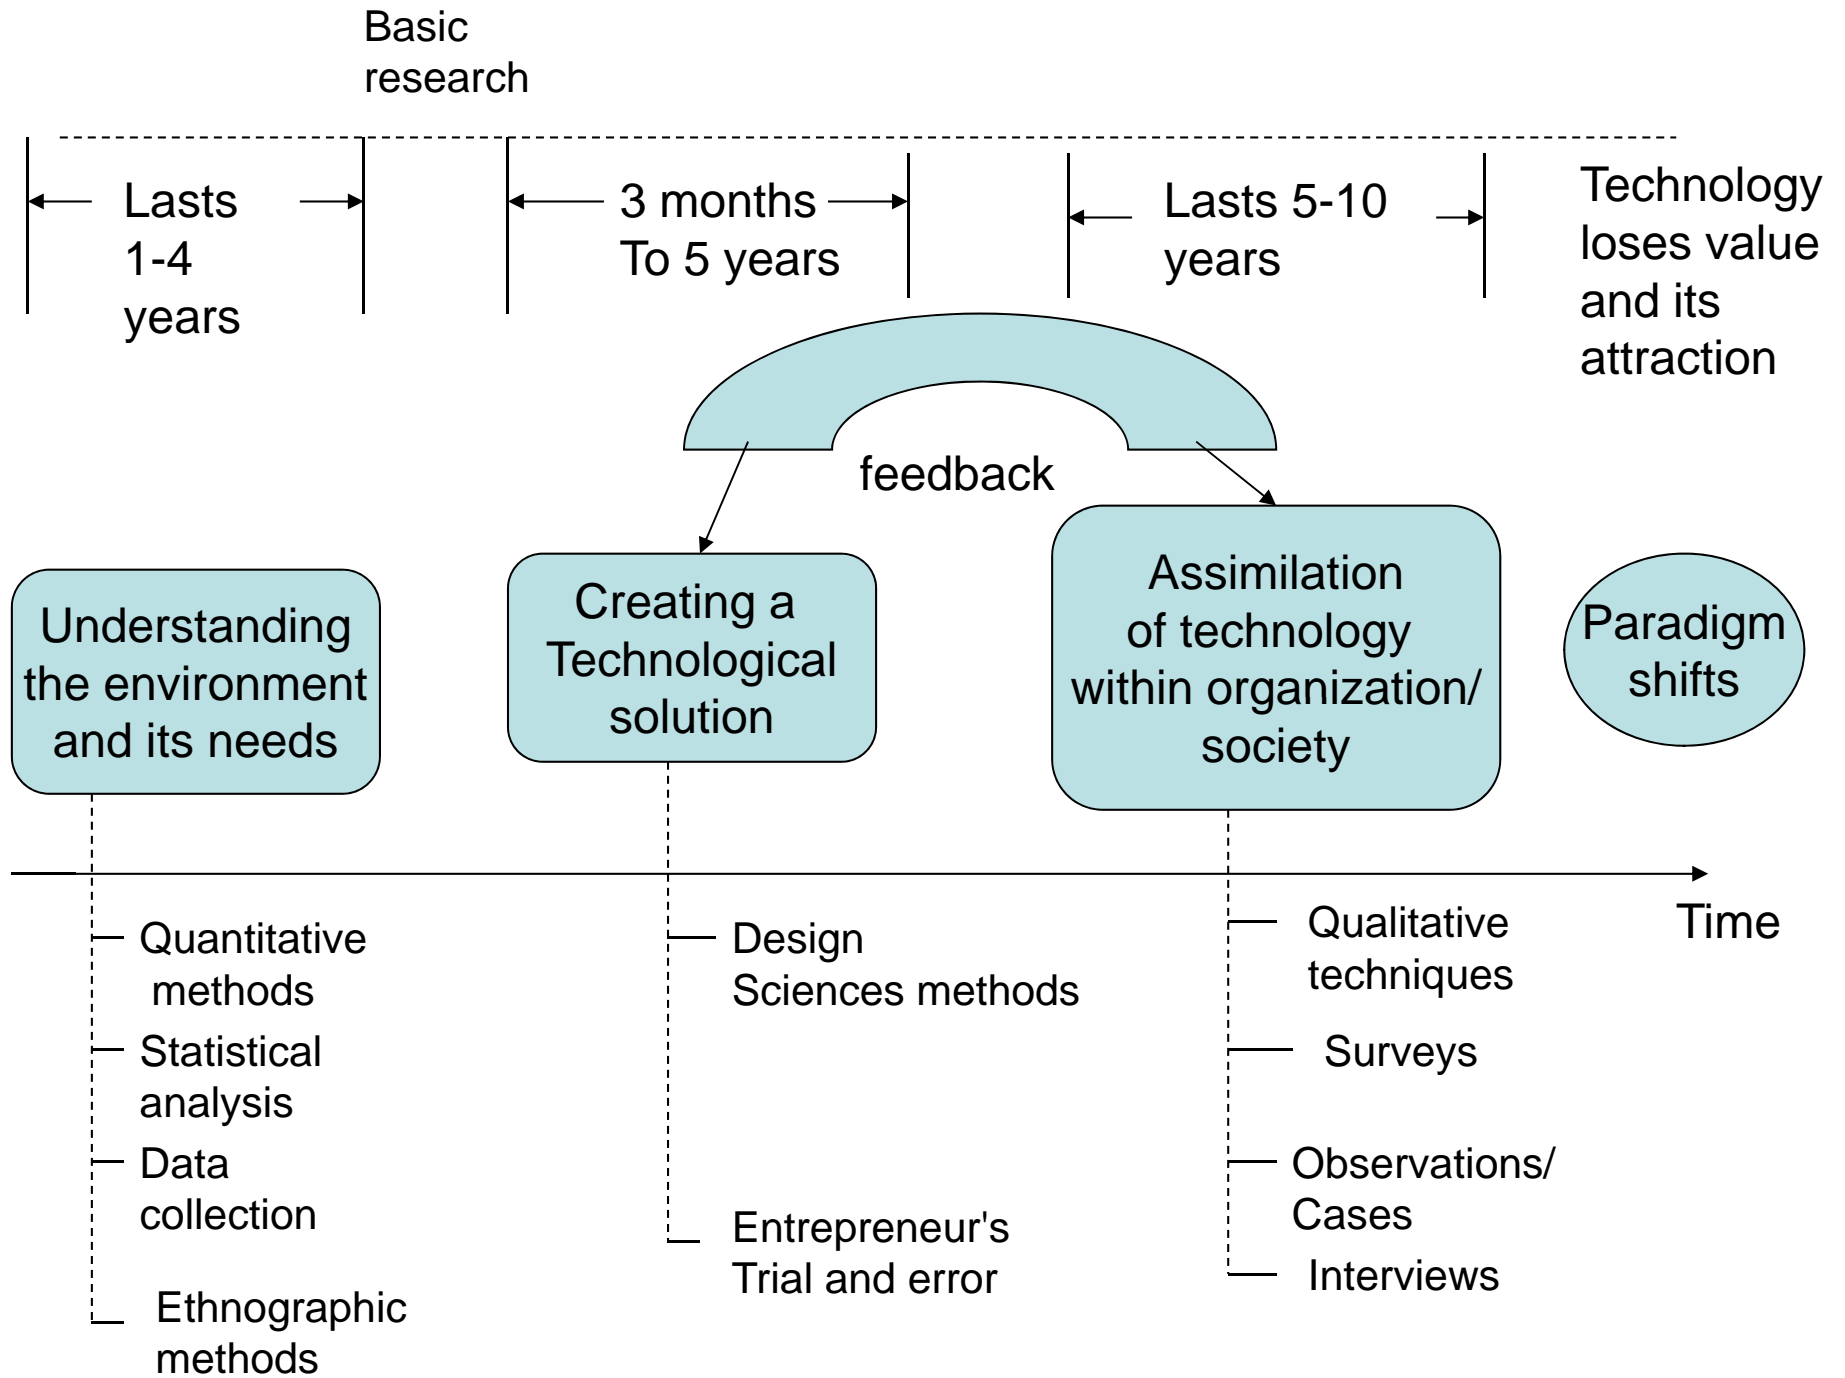 Basic
research
Lasts
1-4
years
3 months
To 5 years
Lasts 5-10
years
Technology
loses value
and its
attraction
feedback
Understanding
the environment
and its needs
Creating a
Technological
solution
Assimilation
of technology
within organization/
society
Paradigm
shifts
Time
Quantitative
methods
Statistical
analysis
Data
collection
Ethnographic
methods
Design
Sciences methods
Entrepreneur's
Trial and error
Qualitative
techniques
Surveys
Observations/
Cases
Interviews